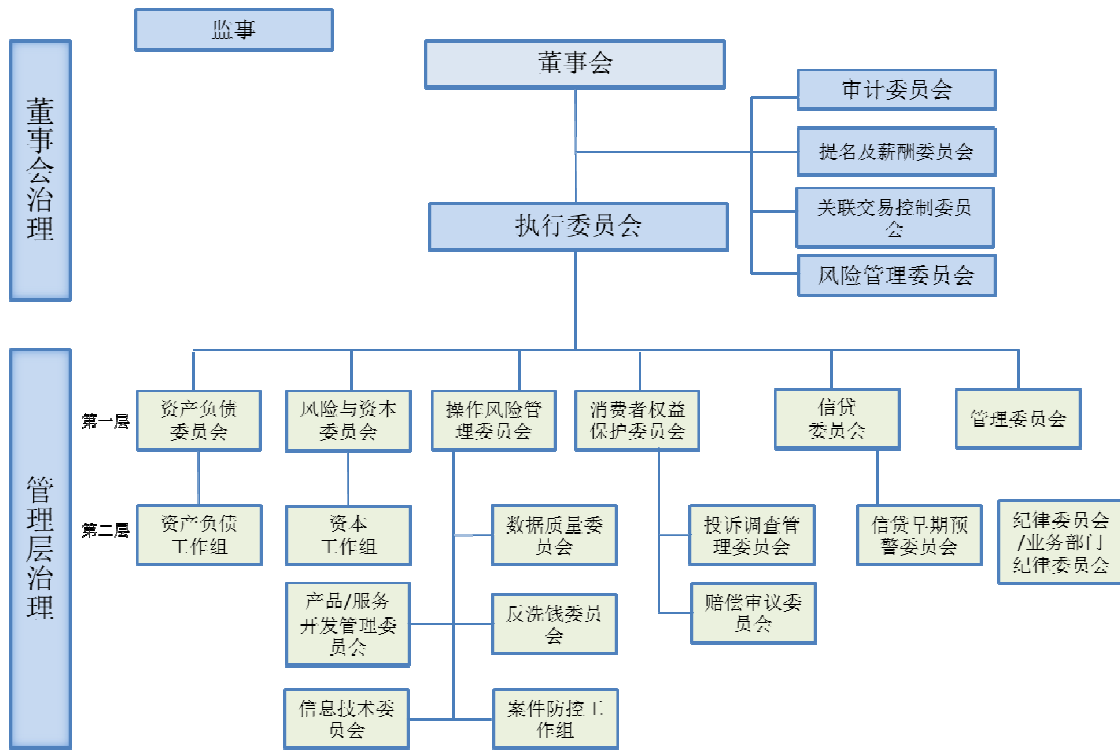 监事
董事会治理
董事会
审计委员会
提名及薪酬委员会
关联交易控制委员
会
执行委员会
风险管理委员会
管理层治理
第一层
资产负债
委员会
风险与资本
委员会
操作风险管
理委员会
消费者权益
保护委员会
信贷
委员会
管理委员会
第二层
资产负债
工作组
资本
工作组
数据质量委
员会
投诉调查管
理委员会
信贷早期预
警委员会
纪律委员会
/业务部门
纪律委员会
产品/服务
开发管理委
员会
反洗钱委员
会
赔偿审议委
员会
信息技术委
员会
案件防控工
作组